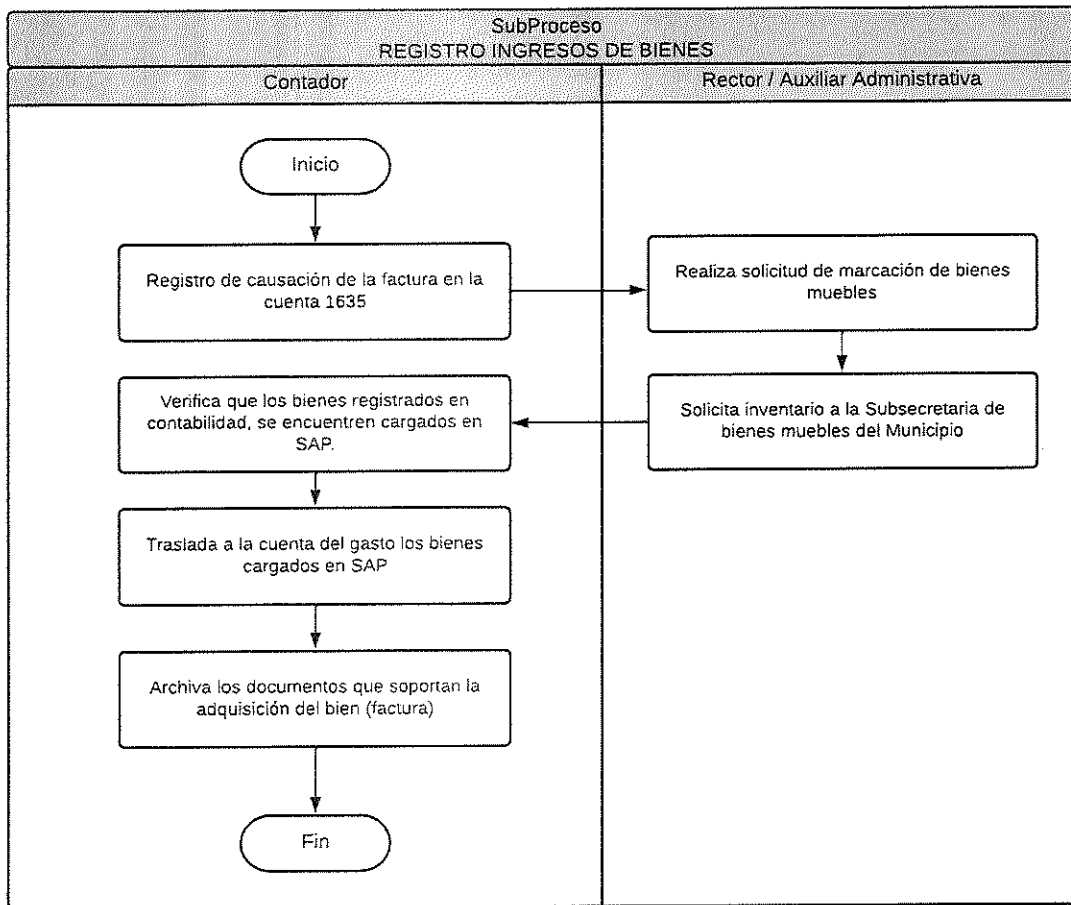 SubProceso
REGISTRO INGRESOS DE BIENES
Contador
Rector / Auxiliar Administrativa
Inicio
Registro de causación de la factura en la
cuenta 1635
Realiza solicitud de marcación de bienes
muebles
Solicita inventario a la Subsecretaria de
bienes muebles del Municipio
Verifica que los bienes registrados en
contabilidad, se encuentren cargados en
SAP.
Traslada a la cuenta del gasto los bienes
cargados en SAP
Archiva los documentos que soportan la
adquisición del bien (factura)
Fin